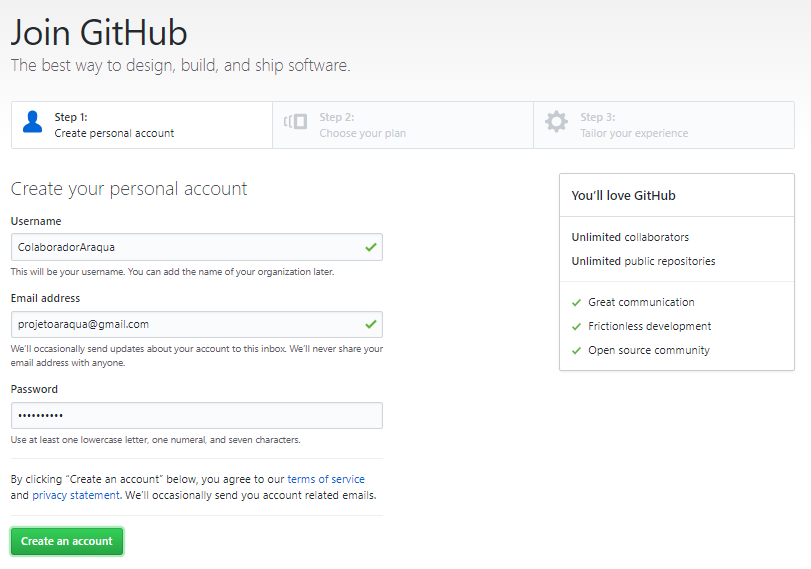 Join GitHub
The best way to design, build, and ship software.
Step 1:
Create personal account
Step 2:
Choose your plan
Step 3:
Tailor your experience
Create your personal account
Username
ColaboradorAraqua
This will be your username. You can add the name of your organization later.
Email address
projetoaraqua@gmail.com
We'll occasionally send updates about your account to this inbox. We'll never share your
email address with anyone.
Password
••••••••••
Use at least one lowercase letter, one numeral, and seven characters.
By clicking "Create an account" below, you agree to our terms of service
and privacy statement. We'll occasionally send you account related emails.
Create an account
You'll love GitHub
Unlimited collaborators
Unlimited public repositories
Great communication
Frictionless development
Open source community